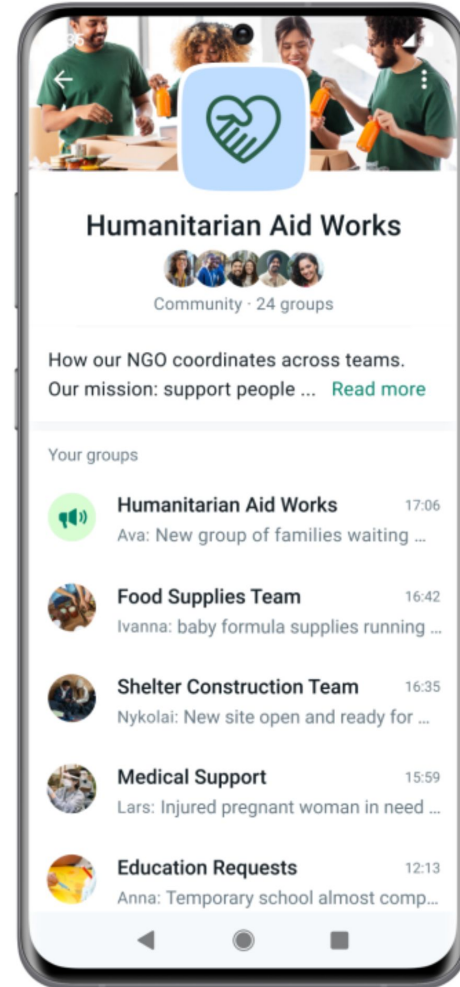 Humanitarian Aid Works
Community · 24 groups
How our NGO coordinates across teams.
Our mission: support people ... Read more
Your groups
Humanitarian Aid Works 17:06
Ava: New group of families waiting ...
Food Supplies Team 16:42
Ivanna: baby formula supplies running ...
Shelter Construction Team 16:35
Nykolai: New site open and ready for ...
Medical Support 15:59
Lars: Injured pregnant woman in need ...
Education Requests 12:13
Anna: Temporary school almost comp...